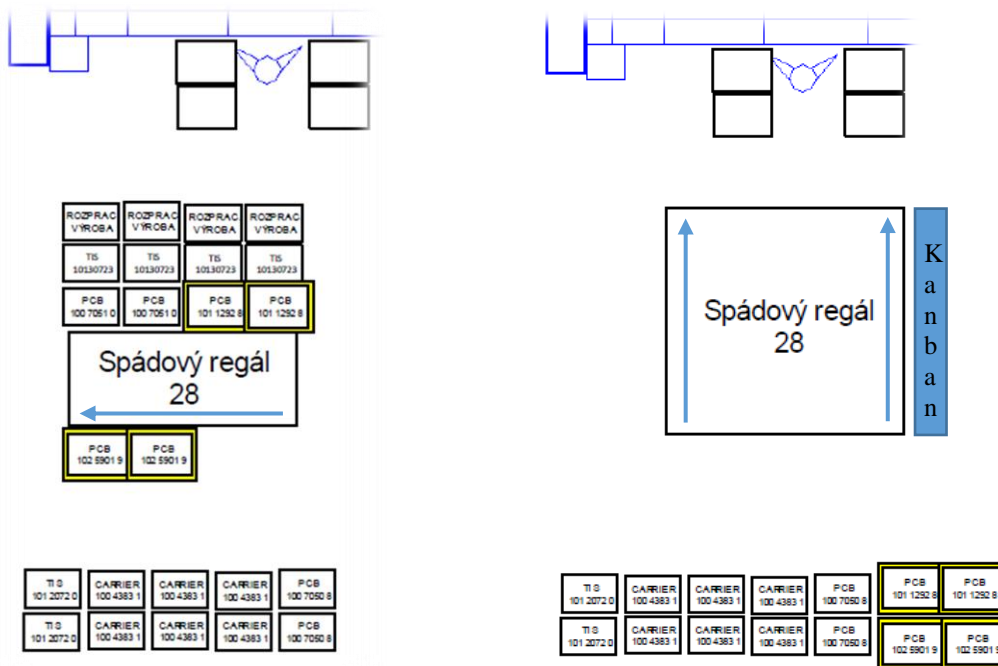 ROZPRAC. VÝROBA
ROZPRAC. VÝROBA
ROZPRAC. VÝROBA
ROZPRAC. VÝROBA
TIS 10130723
TIS 10130723
TIS 10130723
TIS 10130723
PCB 100 7051 0
PCB 100 7051 0
PCB 101 1292 8
PCB 101 1292 8
Spádový regál
28
PCB 102 5901 9
PCB 102 5901 9
TIS 101 2072 0
CARRIER 100 4383 1
CARRIER 100 4383 1
CARRIER 100 4383 1
PCB 100 7050 8
TIS 101 2072 0
CARRIER 100 4383 1
CARRIER 100 4383 1
CARRIER 100 4383 1
PCB 100 7050 8
Spádový regál
28
Kanban
TIS 101 2072 0
CARRIER 100 4383 1
CARRIER 100 4383 1
CARRIER 100 4383 1
PCB 100 7050 8
PCB 101 1292 8
PCB 101 1292 8
TIS 101 2072 0
CARRIER 100 4383 1
CARRIER 100 4383 1
CARRIER 100 4383 1
PCB 100 7050 8
PCB 102 5901 9
PCB 102 5901 9